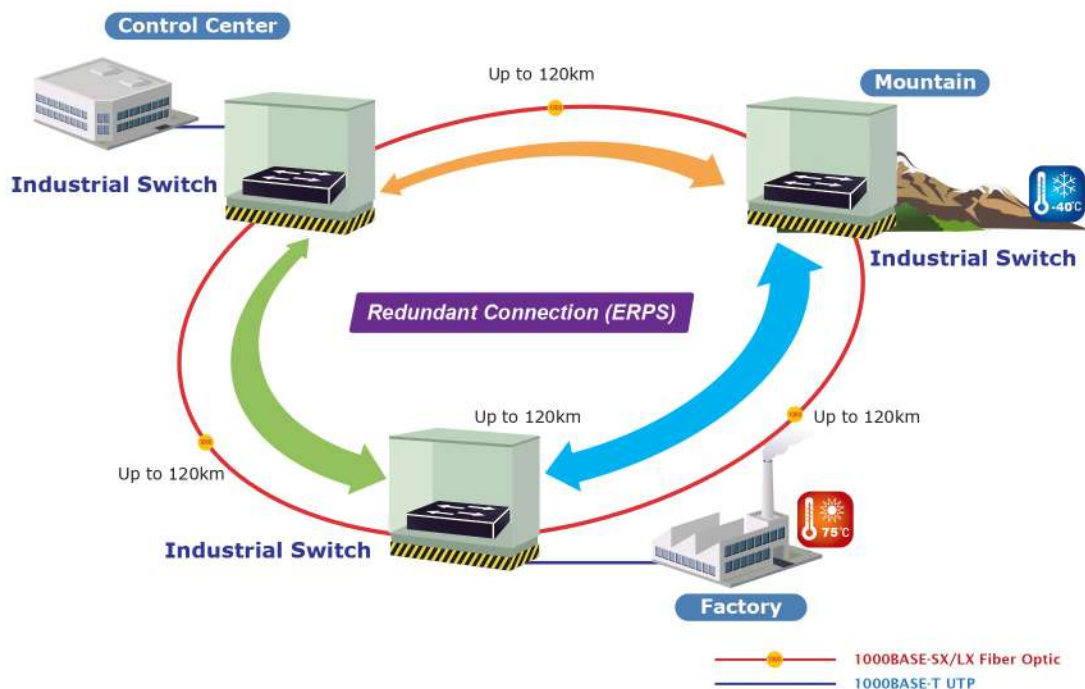 Control Center
Up to 120km
Mountain
Industrial Switch
-40°C
Industrial Switch
Redundant Connection (ERPS)
Up to 120km
Up to 120km
Up to 120km
75°C
Industrial Switch
Factory
1000BASE-SX/LX Fiber Optic
1000BASE-T UTP